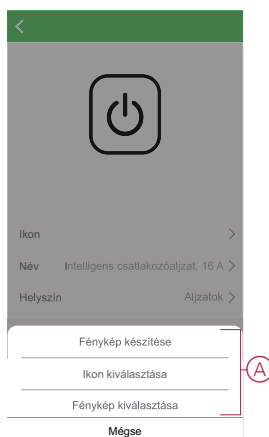 Ikon
Név Intelligens csatlakozóaljzat, 16 A
Helyszín Aljzatok
Fénykép készítése
Ikon kiválasztása
A
Fénykép kiválasztása
Mégse